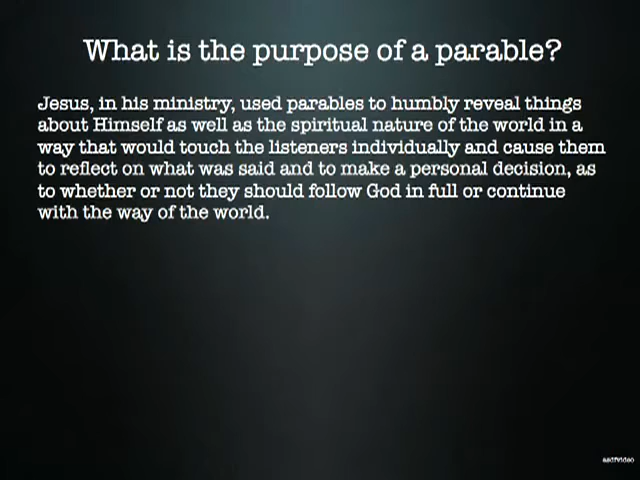 What is the purpose of a parable?
Jesus, in his ministry, used parables to humbly reveal things
about Himself as well as the spiritual nature of the world in a
way that would touch the listeners individually and cause them
to reflect on what was said and to make a personal decision, as
to whether or not they should follow God in full or continue
with the way of the world.